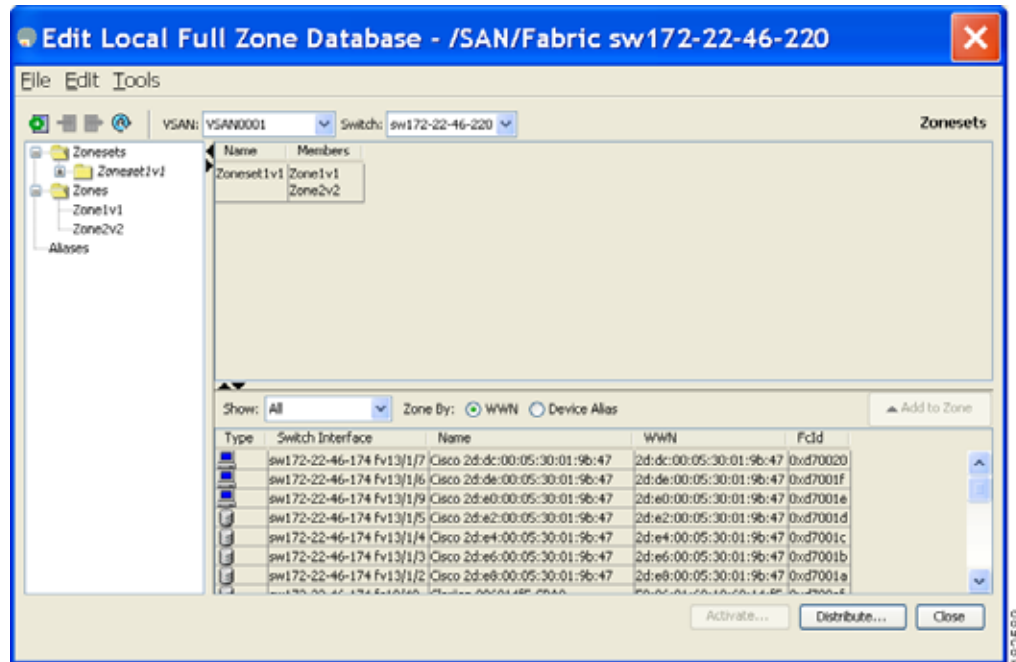 Edit Local Full Zone Database - /SAN/Fabric sw172-22-46-220
File Edit Tools
VSAN: VSAN0001 Switch: sw172-22-46-220 Zonesets
Zonesets
Zoneset1v1
Zones
Zone1v1
Zone2v2
Aliases
Name Members
Zoneset1v1 Zone1v1
Zone2v2
Show: All Zone By: WWN Device Alias Add to Zone
Type Switch Interface Name WWN FcId
sw172-22-46-174 fv13/1/7 Cisco 2d:dc:00:05:30:01:9b:47 2d:dc:00:05:30:01:9b:47 0xd70020
sw172-22-46-174 fv13/1/6 Cisco 2d:de:00:05:30:01:9b:47 2d:de:00:05:30:01:9b:47 0xd7001f
sw172-22-46-174 fv13/1/9 Cisco 2d:e0:00:05:30:01:9b:47 2d:e0:00:05:30:01:9b:47 0xd7001e
sw172-22-46-174 fv13/1/5 Cisco 2d:e2:00:05:30:01:9b:47 2d:e2:00:05:30:01:9b:47 0xd7001d
sw172-22-46-174 fv13/1/4 Cisco 2d:e4:00:05:30:01:9b:47 2d:e4:00:05:30:01:9b:47 0xd7001c
sw172-22-46-174 fv13/1/3 Cisco 2d:e6:00:05:30:01:9b:47 2d:e6:00:05:30:01:9b:47 0xd7001b
sw172-22-46-174 fv13/1/2 Cisco 2d:e8:00:05:30:01:9b:47 2d:e8:00:05:30:01:9b:47 0xd7001a
Activate... Distribute... Close